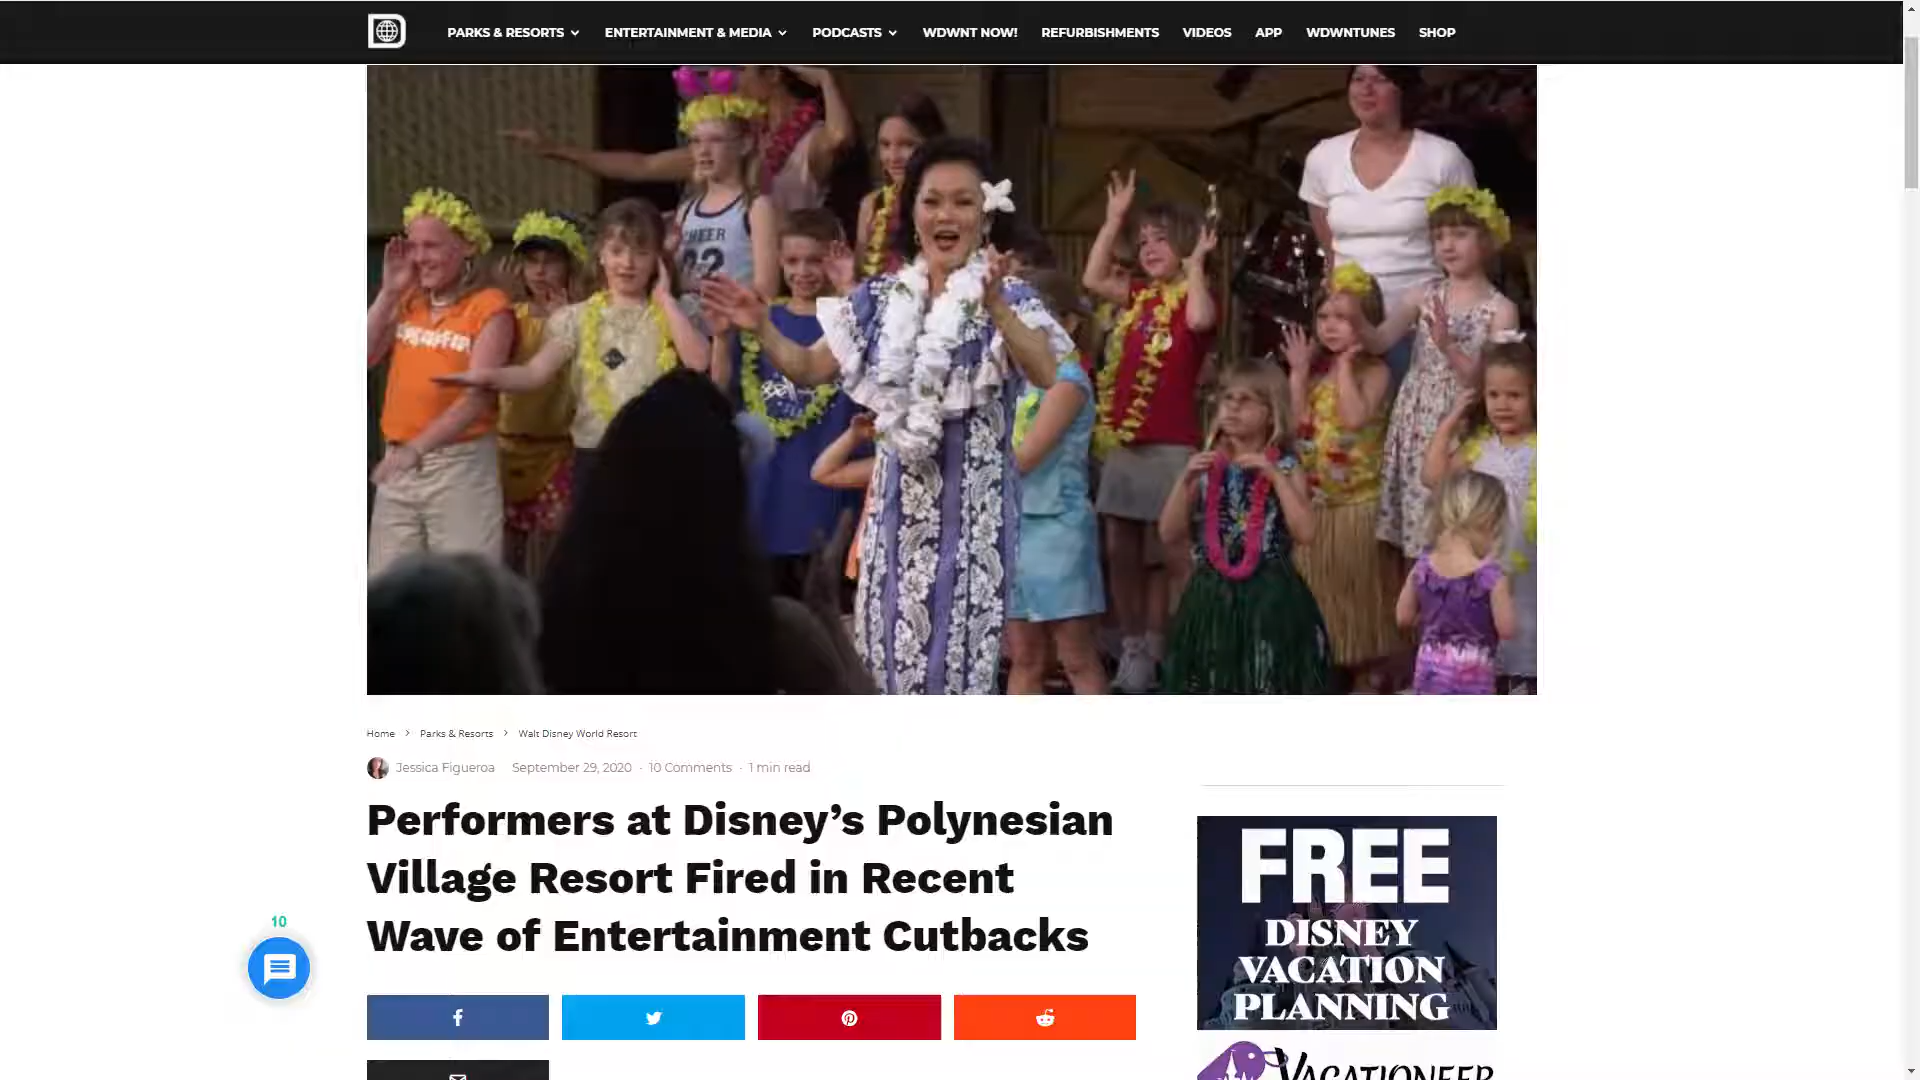 PARKS & RESORTS ENTERTAINMENT & MEDIA PODCASTS WDWNT NOW! REFURBISHMENTS VIDEOS APP WDWNTUNES SHOP
CHEER
Home > Parks & Resorts > Walt Disney World Resort
Jessica Figueroa September 29, 2020 · 10 Comments · 1 min read
Performers at Disney’s Polynesian
Village Resort Fired in Recent
Wave of Entertainment Cutbacks
10
FREE
DISNEY
VACATION
PLANNING
VACATIONEER